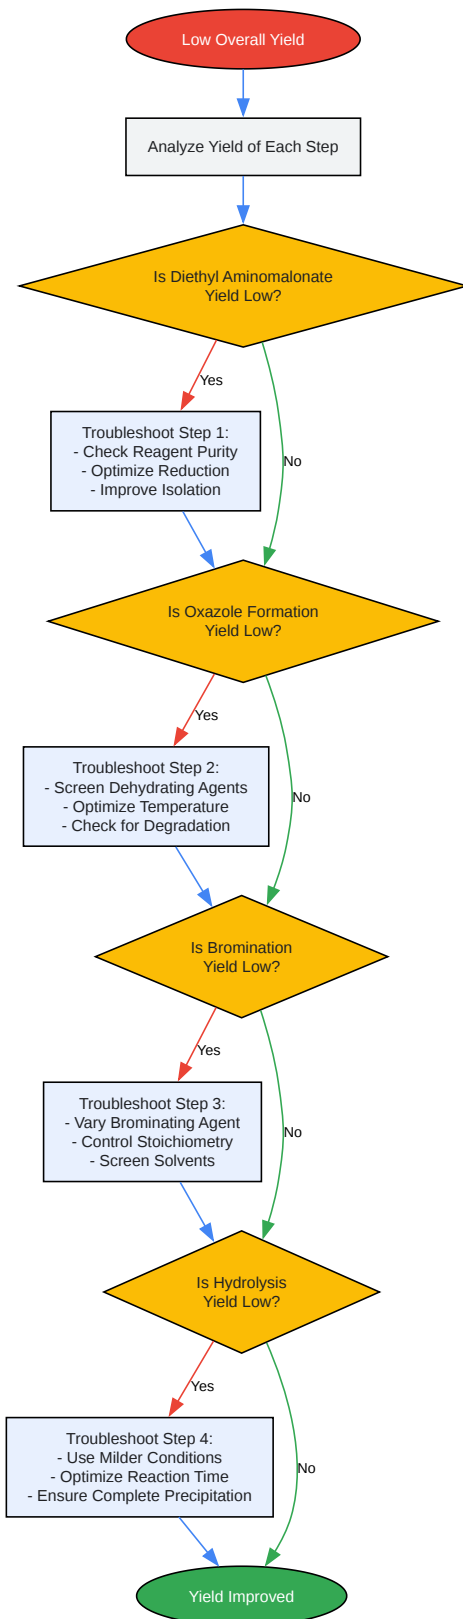 Low Overall Yield
Analyze Yield of Each Step
Is Diethyl Aminomalonate
Yield Low?
Yes
No
Troubleshoot Step 1:
- Check Reagent Purity
- Optimize Reduction
- Improve Isolation
Is Oxazole Formation
Yield Low?
Yes
No
Troubleshoot Step 2:
- Screen Dehydrating Agents
- Optimize Temperature
- Check for Degradation
Is Bromination
Yield Low?
Yes
No
Troubleshoot Step 3:
- Vary Brominating Agent
- Control Stoichiometry
- Screen Solvents
Is Hydrolysis
Yield Low?
Yes
No
Troubleshoot Step 4:
- Use Milder Conditions
- Optimize Reaction Time
- Ensure Complete Precipitation
Yield Improved